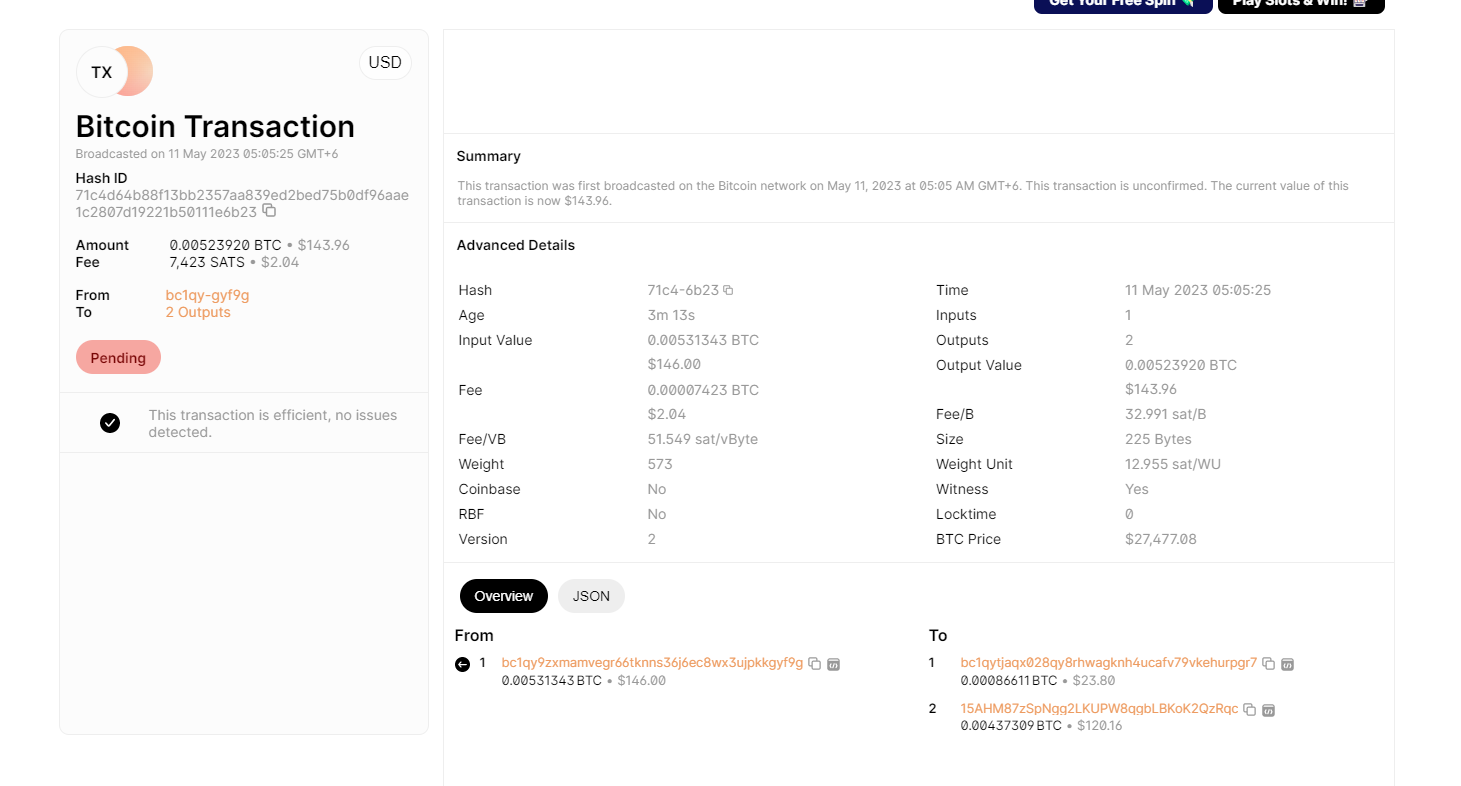 Get Your Free Spin
Play Slots & Win!
TX
USD
Bitcoin Transaction
Broadcasted on 11 May 2023 05:05:25 GMT+6
Hash ID
71c4d64b88f13bb2357aa839ed2bed75b0df96aae
1c2807d19221b50111e6b23
Amount 0.00523920 BTC • $143.96
Fee 7,423 SATS • $2.04
From bc1qy-gyf9g
To 2 Outputs
Pending
This transaction is efficient, no issues
detected.
Summary
This transaction was first broadcasted on the Bitcoin network on May 11, 2023 at 05:05 AM GMT+6. This transaction is unconfirmed. The current value of this
transaction is now $143.96.
Advanced Details
Hash 71c4-6b23
Age 3m 13s
Input Value 0.00531343 BTC
$146.00
Fee 0.00007423 BTC
$2.04
Fee/VB 51.549 sat/vByte
Weight 573
Coinbase No
RBF No
Version 2
Time 11 May 2023 05:05:25
Inputs 1
Outputs 2
Output Value 0.00523920 BTC
$143.96
Fee/B 32.991 sat/B
Size 225 Bytes
Weight Unit 12.955 sat/WU
Witness Yes
Locktime 0
BTC Price $27,477.08
Overview
JSON
From
1 bc1qy9zxmamvegr66tknns36j6ec8wx3ujpkkgyf9g
0.00531343 BTC • $146.00
To
1 bc1qytjaqx028qy8rhwagknh4ucafv79vkehurpgr7
0.00086611 BTC • $23.80
2 15AHM87zSpNgg2LKUPW8qgbLBKoK2QzRqc
0.00437309 BTC • $120.16